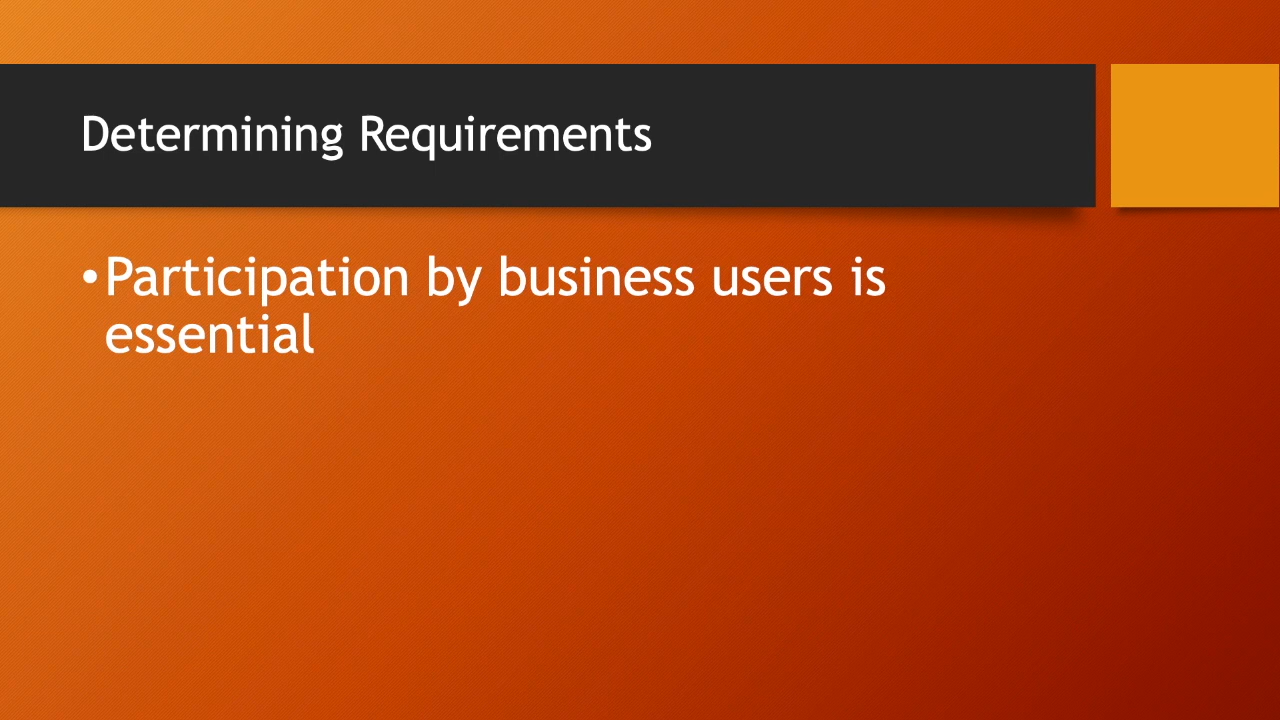 Determining Requirements
•Participation by business users is
essential